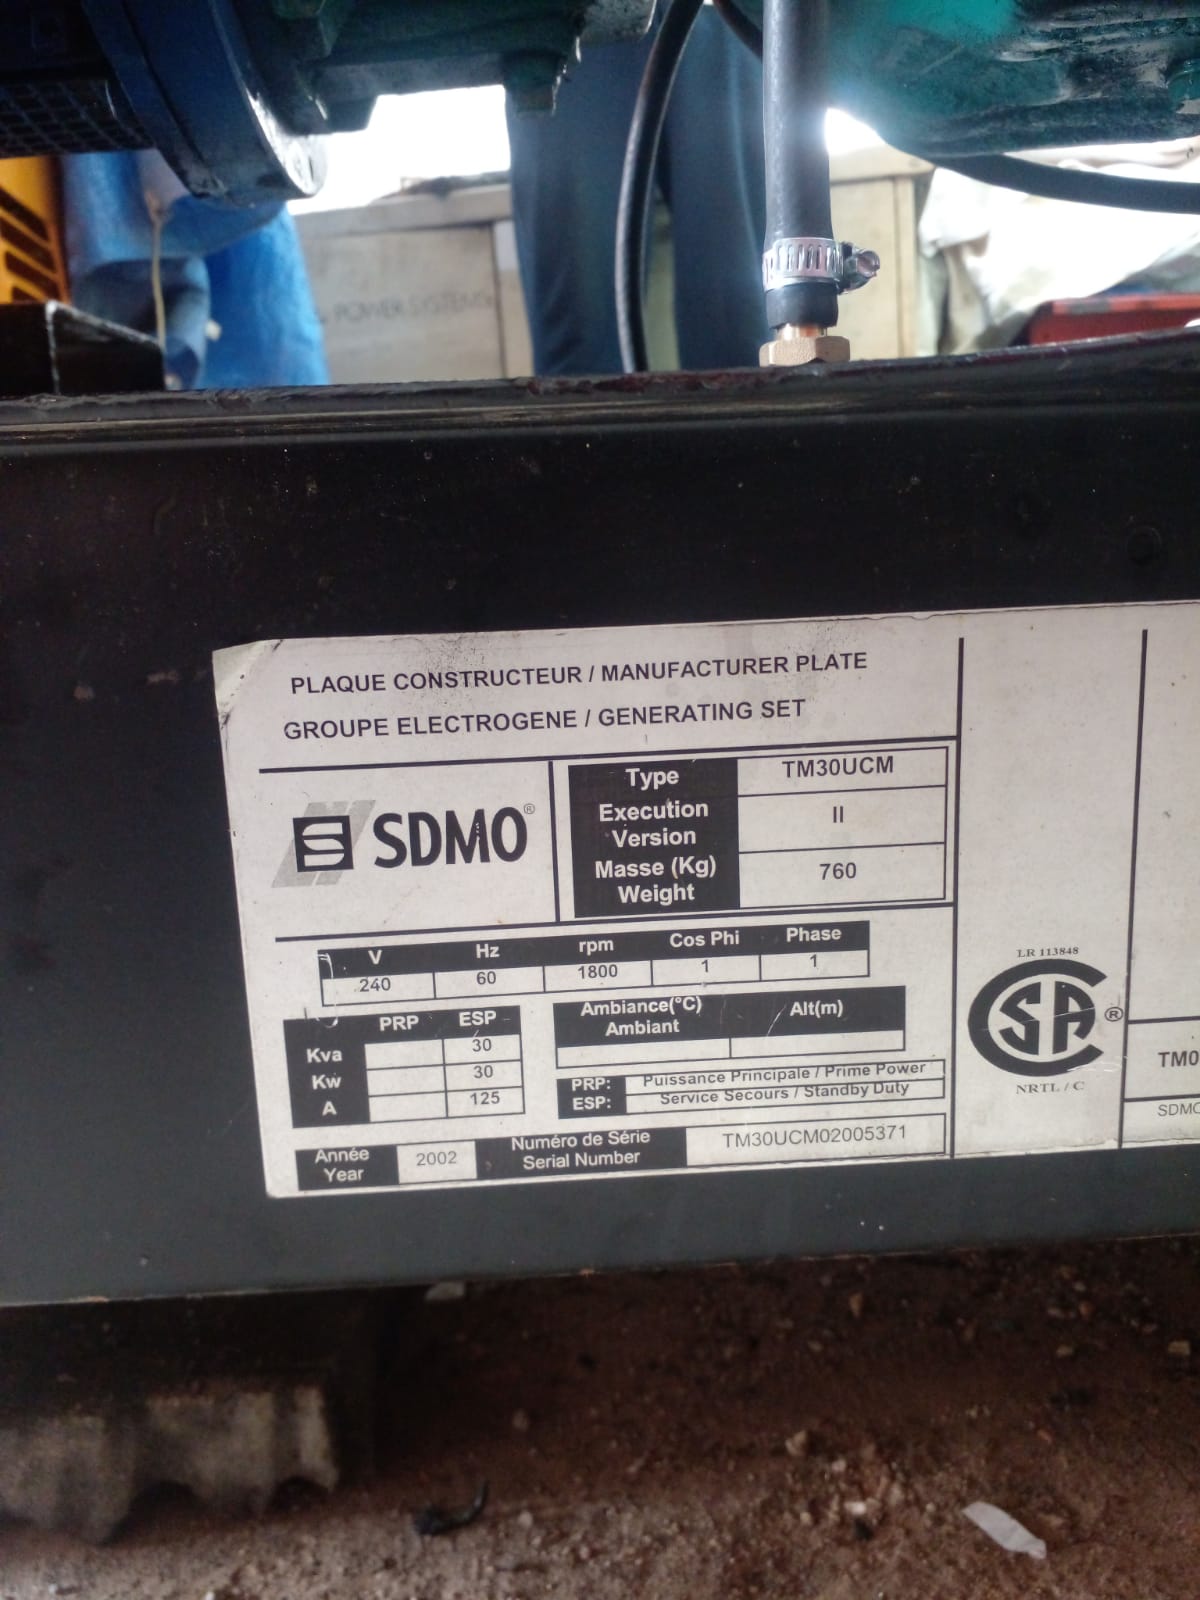 POWER SYSTEMS
PLAQUE CONSTRUCTEUR / MANUFACTURER PLATE
GROUPE ELECTROGENE / GENERATING SET
SDMO®
Type TM30UCM
Execution
Version II
Masse (Kg)
Weight 760
V Hz rpm Cos Phi Phase
240 60 1800 1 1
PRP ESP
Kva 30
Kw 30
A 125
Ambiance(°C) Alt(m)
Ambiant
PRP: Puissance Principale / Prime Power
ESP: Service Secours / Standby Duty
Année
Year 2002
Numéro de Série
Serial Number TM30UCM02005371
LR 113848
CSA®
NRTL / C
TM0
SDMO